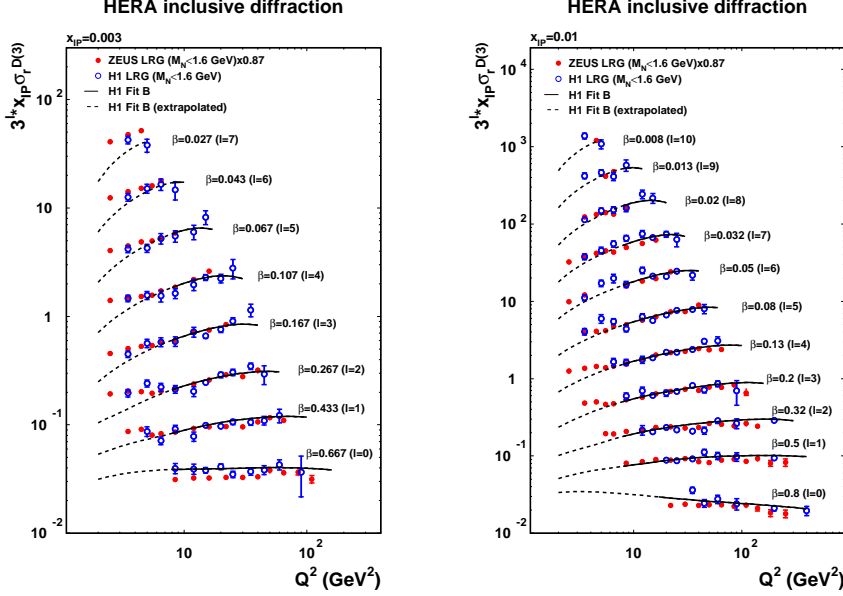 HERA inclusive diffraction
x_IP=0.003
ZEUS LRG (M_N<1.6 GeV)x0.87
H1 LRG (M_N<1.6 GeV)
H1 Fit B
H1 Fit B (extrapolated)
3^l*x_IPσ_r^D(3)
10^2
10
1
10^-1
10^-2
β=0.027 (l=7)
β=0.043 (l=6)
β=0.067 (l=5)
β=0.107 (l=4)
β=0.167 (l=3)
β=0.267 (l=2)
β=0.433 (l=1)
β=0.667 (l=0)
10
10^2
Q^2 (GeV^2)
HERA inclusive diffraction
x_IP=0.01
ZEUS LRG (M_N<1.6 GeV)x0.87
H1 LRG (M_N<1.6 GeV)
H1 Fit B
H1 Fit B (extrapolated)
3^l*x_IPσ_r^D(3)
10^4
10^3
10^2
10
1
10^-1
10^-2
β=0.008 (l=10)
β=0.013 (l=9)
β=0.02 (l=8)
β=0.032 (l=7)
β=0.05 (l=6)
β=0.08 (l=5)
β=0.13 (l=4)
β=0.2 (l=3)
β=0.32 (l=2)
β=0.5 (l=1)
β=0.8 (l=0)
10
10^2
Q^2 (GeV^2)